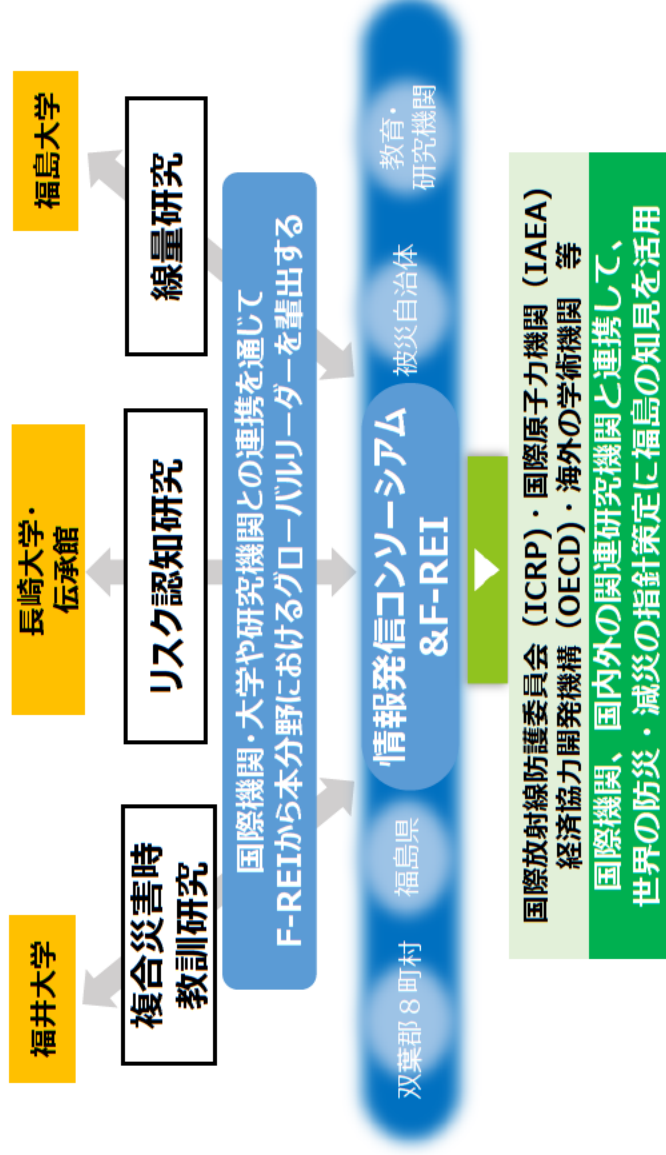 福井大学
長崎大学・
伝承館
福島大学
複合災害時
教訓研究
リスク認知研究
線量研究
国際機関・大学や研究機関との連携を通じて
F-REIから本分野におけるグローバルリーダーを輩出する
双葉郡８町村
福島県
情報発信コンソーシアム
&F-REI
被災自治体
教育・
研究機関
国際放射線防護委員会（ICRP）・国際原子力機関（IAEA）
経済協力開発機構（OECD）・海外の学術機関　等
国際機関、国内外の関連研究機関と連携して、
世界の防災・減災の指針策定に福島の知見を活用